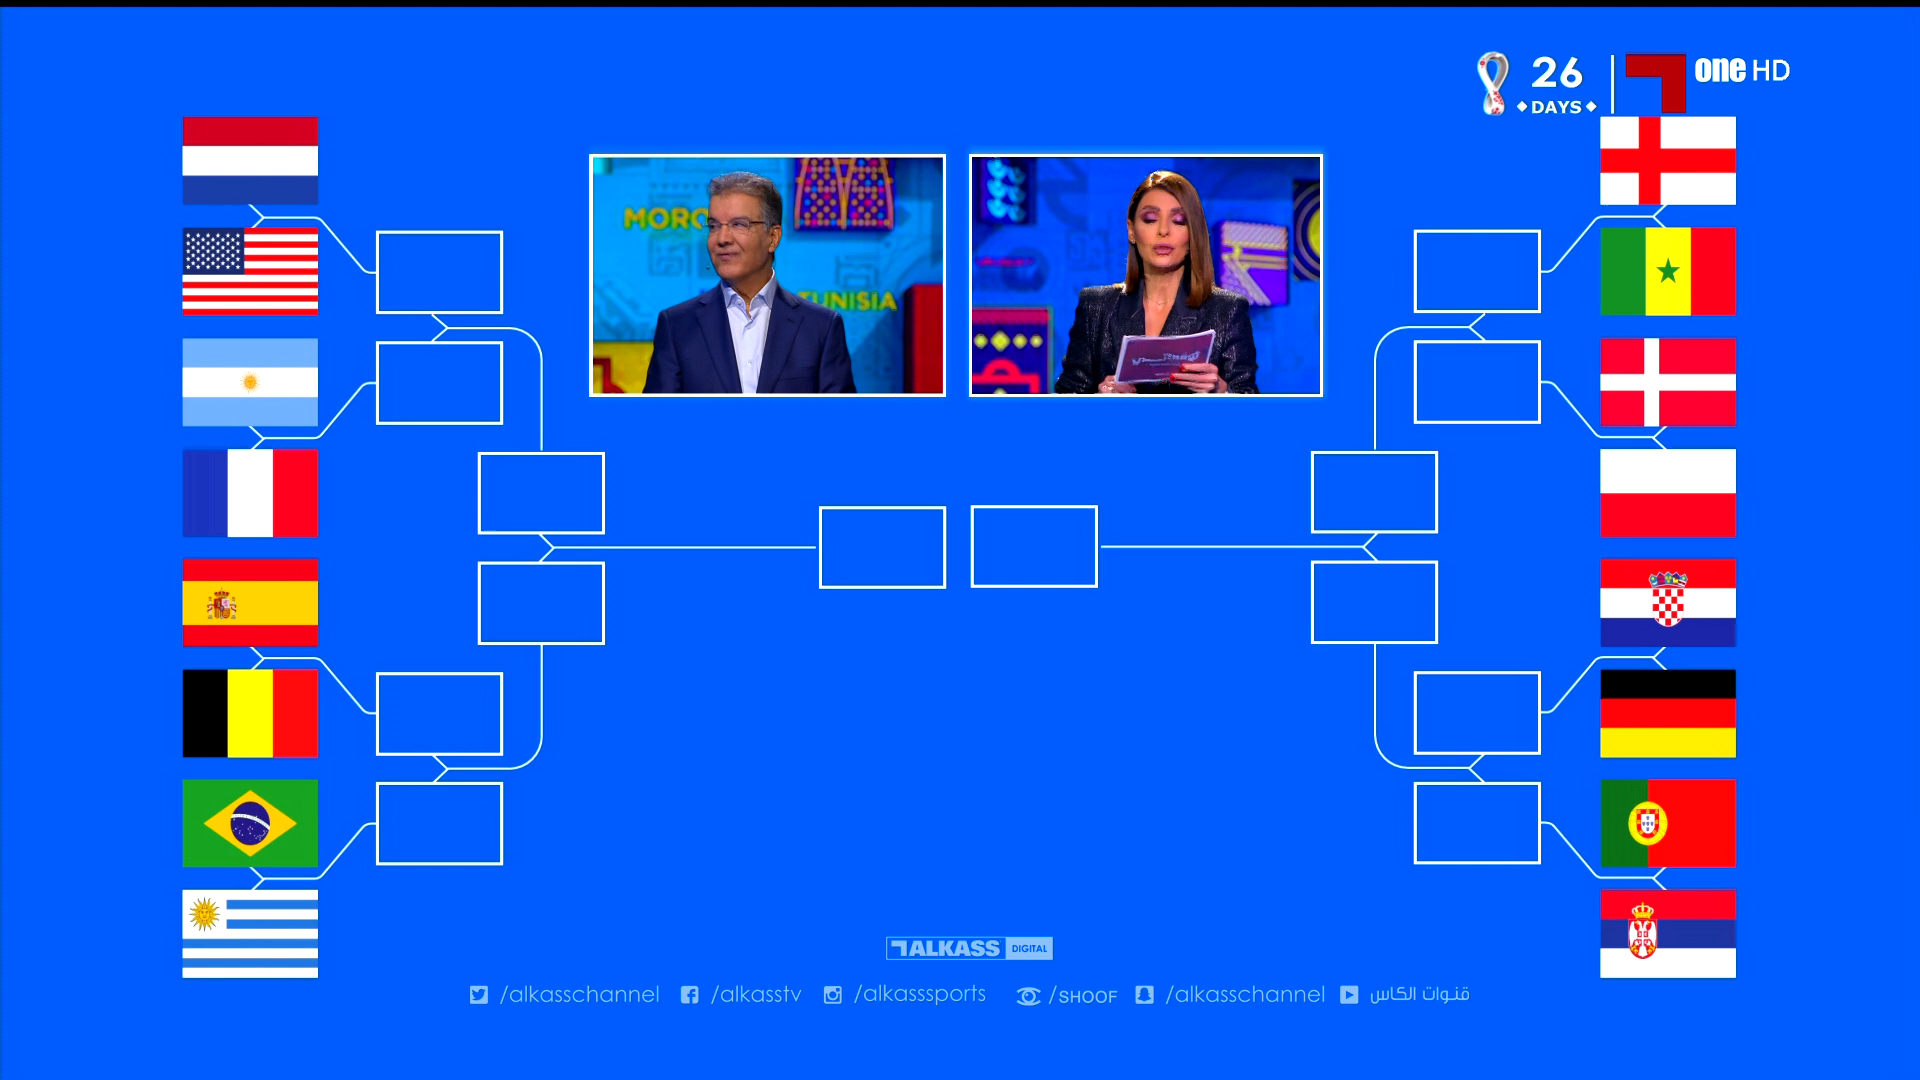 26
DAYS
one HD
MORO
TUNISIA
ALKASS DIGITAL
/alkasschannel
/alkasstv
/alkasssports
/SHOOF
/alkasschannel
قنوات الكاس